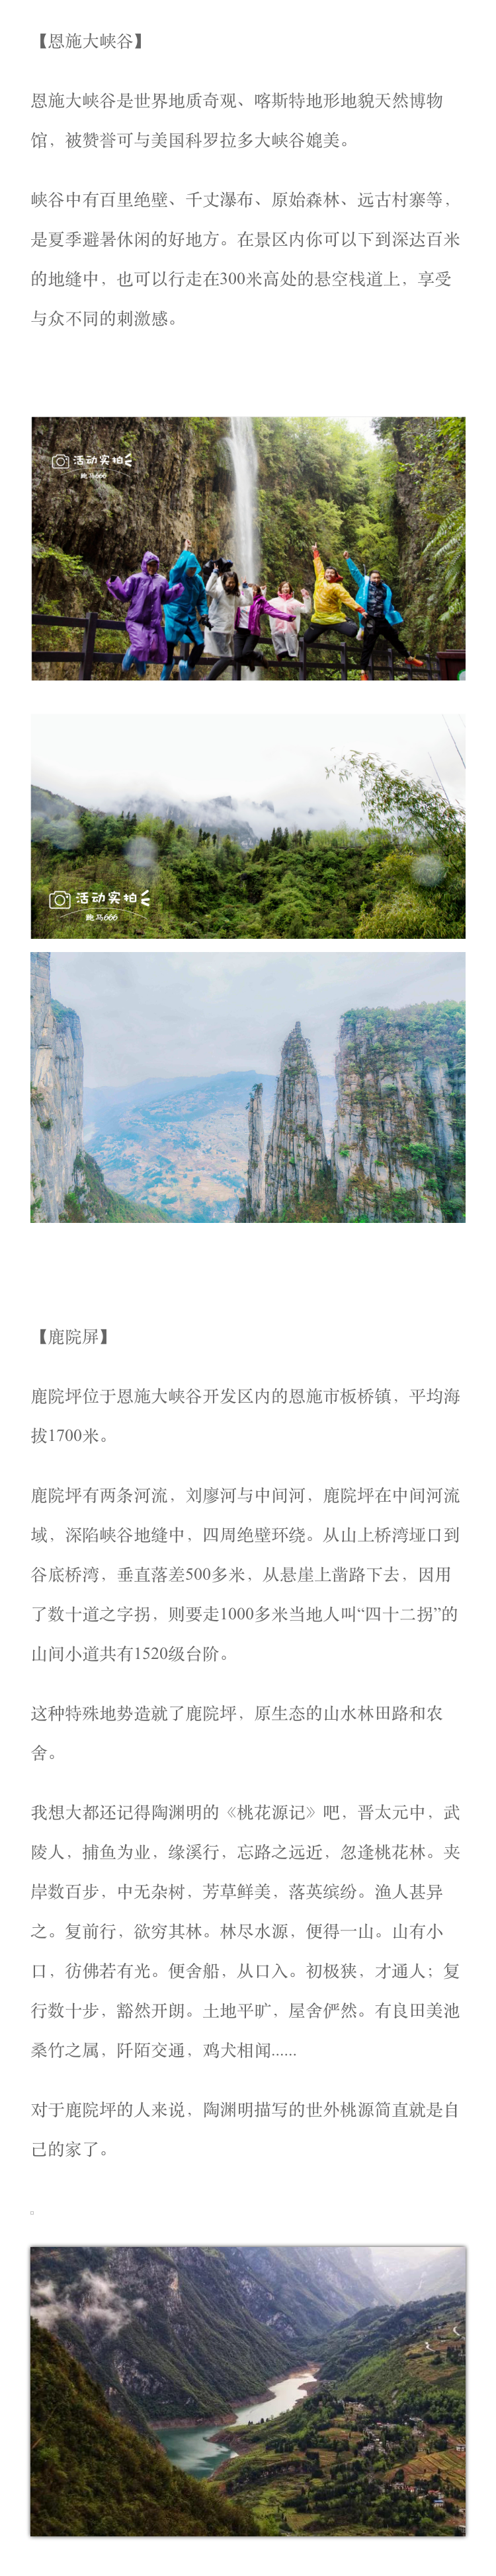 【恩施大峡谷】
恩施大峡谷是世界地质奇观、喀斯特地形地貌天然博物
馆，被赞誉可与美国科罗拉多大峡谷媲美。
峡谷中有百里绝壁、千丈瀑布、原始森林、远古村寨等，
是夏季避暑休闲的好地方。在景区内你可以下到深达百米
的地缝中，也可以行走在300米高处的悬空栈道上，享受
与众不同的刺激感。
活动实拍
跑马666
活动实拍
跑马666
【鹿院屏】
鹿院坪位于恩施大峡谷开发区内的恩施市板桥镇，平均海
拔1700米。
鹿院坪有两条河流，刘廖河与中间河，鹿院坪在中间河流
域，深陷峡谷地缝中，四周绝壁环绕。从山上桥湾垭口到
谷底桥湾，垂直落差500多米，从悬崖上凿路下去，因用
了数十道之字拐，则要走1000多米当地人叫“四十二拐”的
山间小道共有1520级台阶。
这种特殊地势造就了鹿院坪，原生态的山水林田路和农
舍。
我想大都还记得陶渊明的《桃花源记》吧，晋太元中，武
陵人，捕鱼为业，缘溪行，忘路之远近，忽逢桃花林。夹
岸数百步，中无杂树，芳草鲜美，落英缤纷。渔人甚异
之。复前行，欲穷其林。林尽水源，便得一山。山有小
口，彷佛若有光。便舍船，从口入。初极狭，才通人；复
行数十步，豁然开朗。土地平旷，屋舍俨然。有良田美池
桑竹之属，阡陌交通，鸡犬相闻......
对于鹿院坪的人来说，陶渊明描写的世外桃源简直就是自
己的家了。